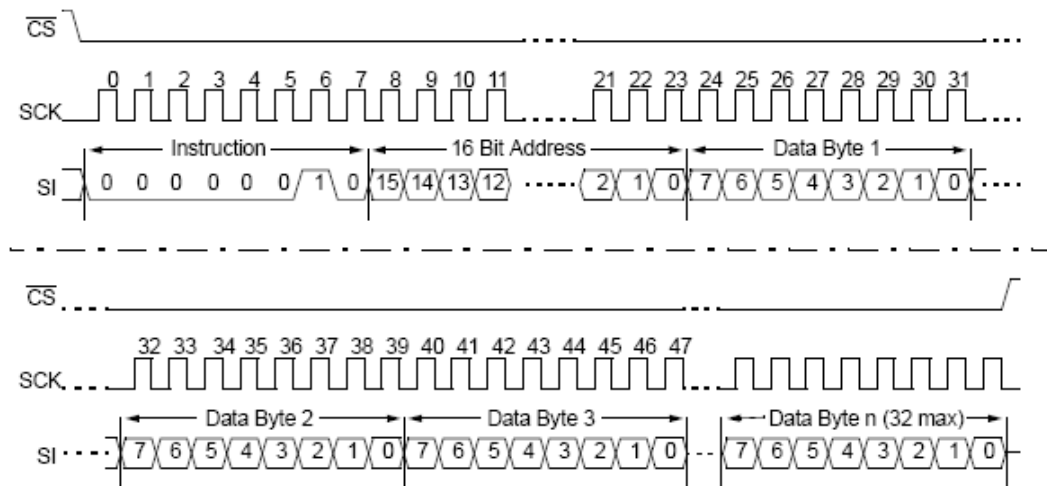 CS
0 1 2 3 4 5 6 7 8 9 10 11 21 22 23 24 25 26 27 28 29 30 31
SCK
Instruction 16 Bit Address Data Byte 1
SI 0 0 0 0 0 0 1 0 15 14 13 12 2 1 0 7 6 5 4 3 2 1 0
CS
32 33 34 35 36 37 38 39 40 41 42 43 44 45 46 47
SCK
Data Byte 2 Data Byte 3 Data Byte n (32 max)
SI 7 6 5 4 3 2 1 0 7 6 5 4 3 2 1 0 7 6 5 4 3 2 1 0